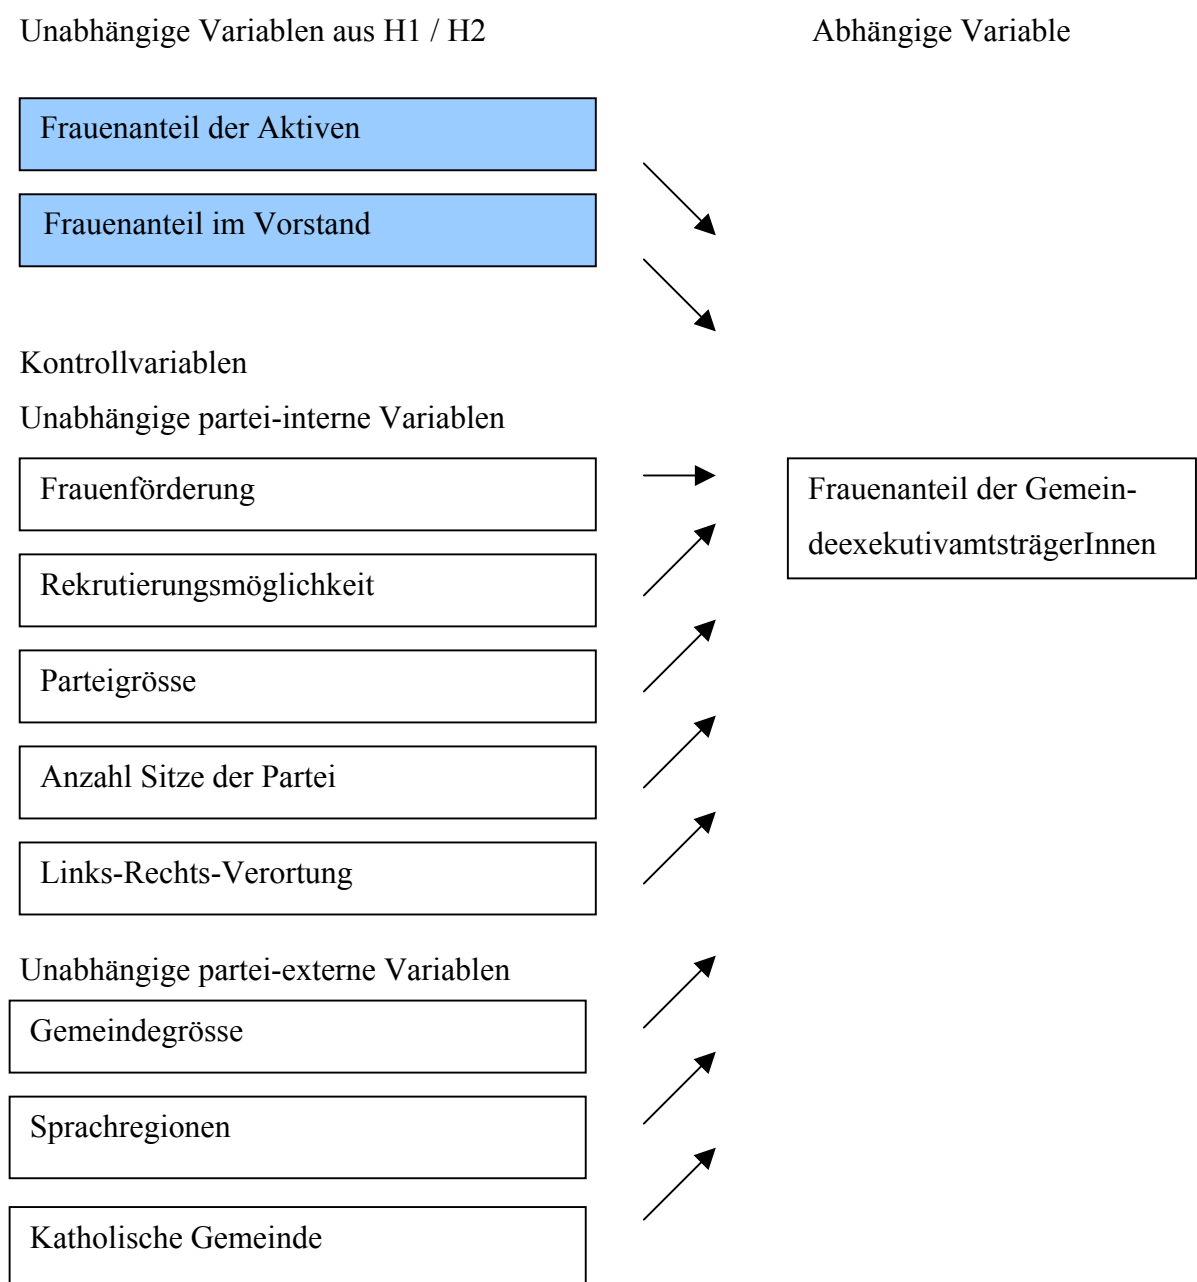 Unabhängige Variablen aus H1 / H2
Abhängige Variable
Frauenanteil der Aktiven
Frauenanteil im Vorstand
Kontrollvariablen
Unabhängige partei-interne Variablen
Frauenförderung
Frauenanteil der Gemein-
deexekutivamtsträgerInnen
Rekrutierungsmöglichkeit
Parteigrösse
Anzahl Sitze der Partei
Links-Rechts-Verortung
Unabhängige partei-externe Variablen
Gemeindegrösse
Sprachregionen
Katholische Gemeinde